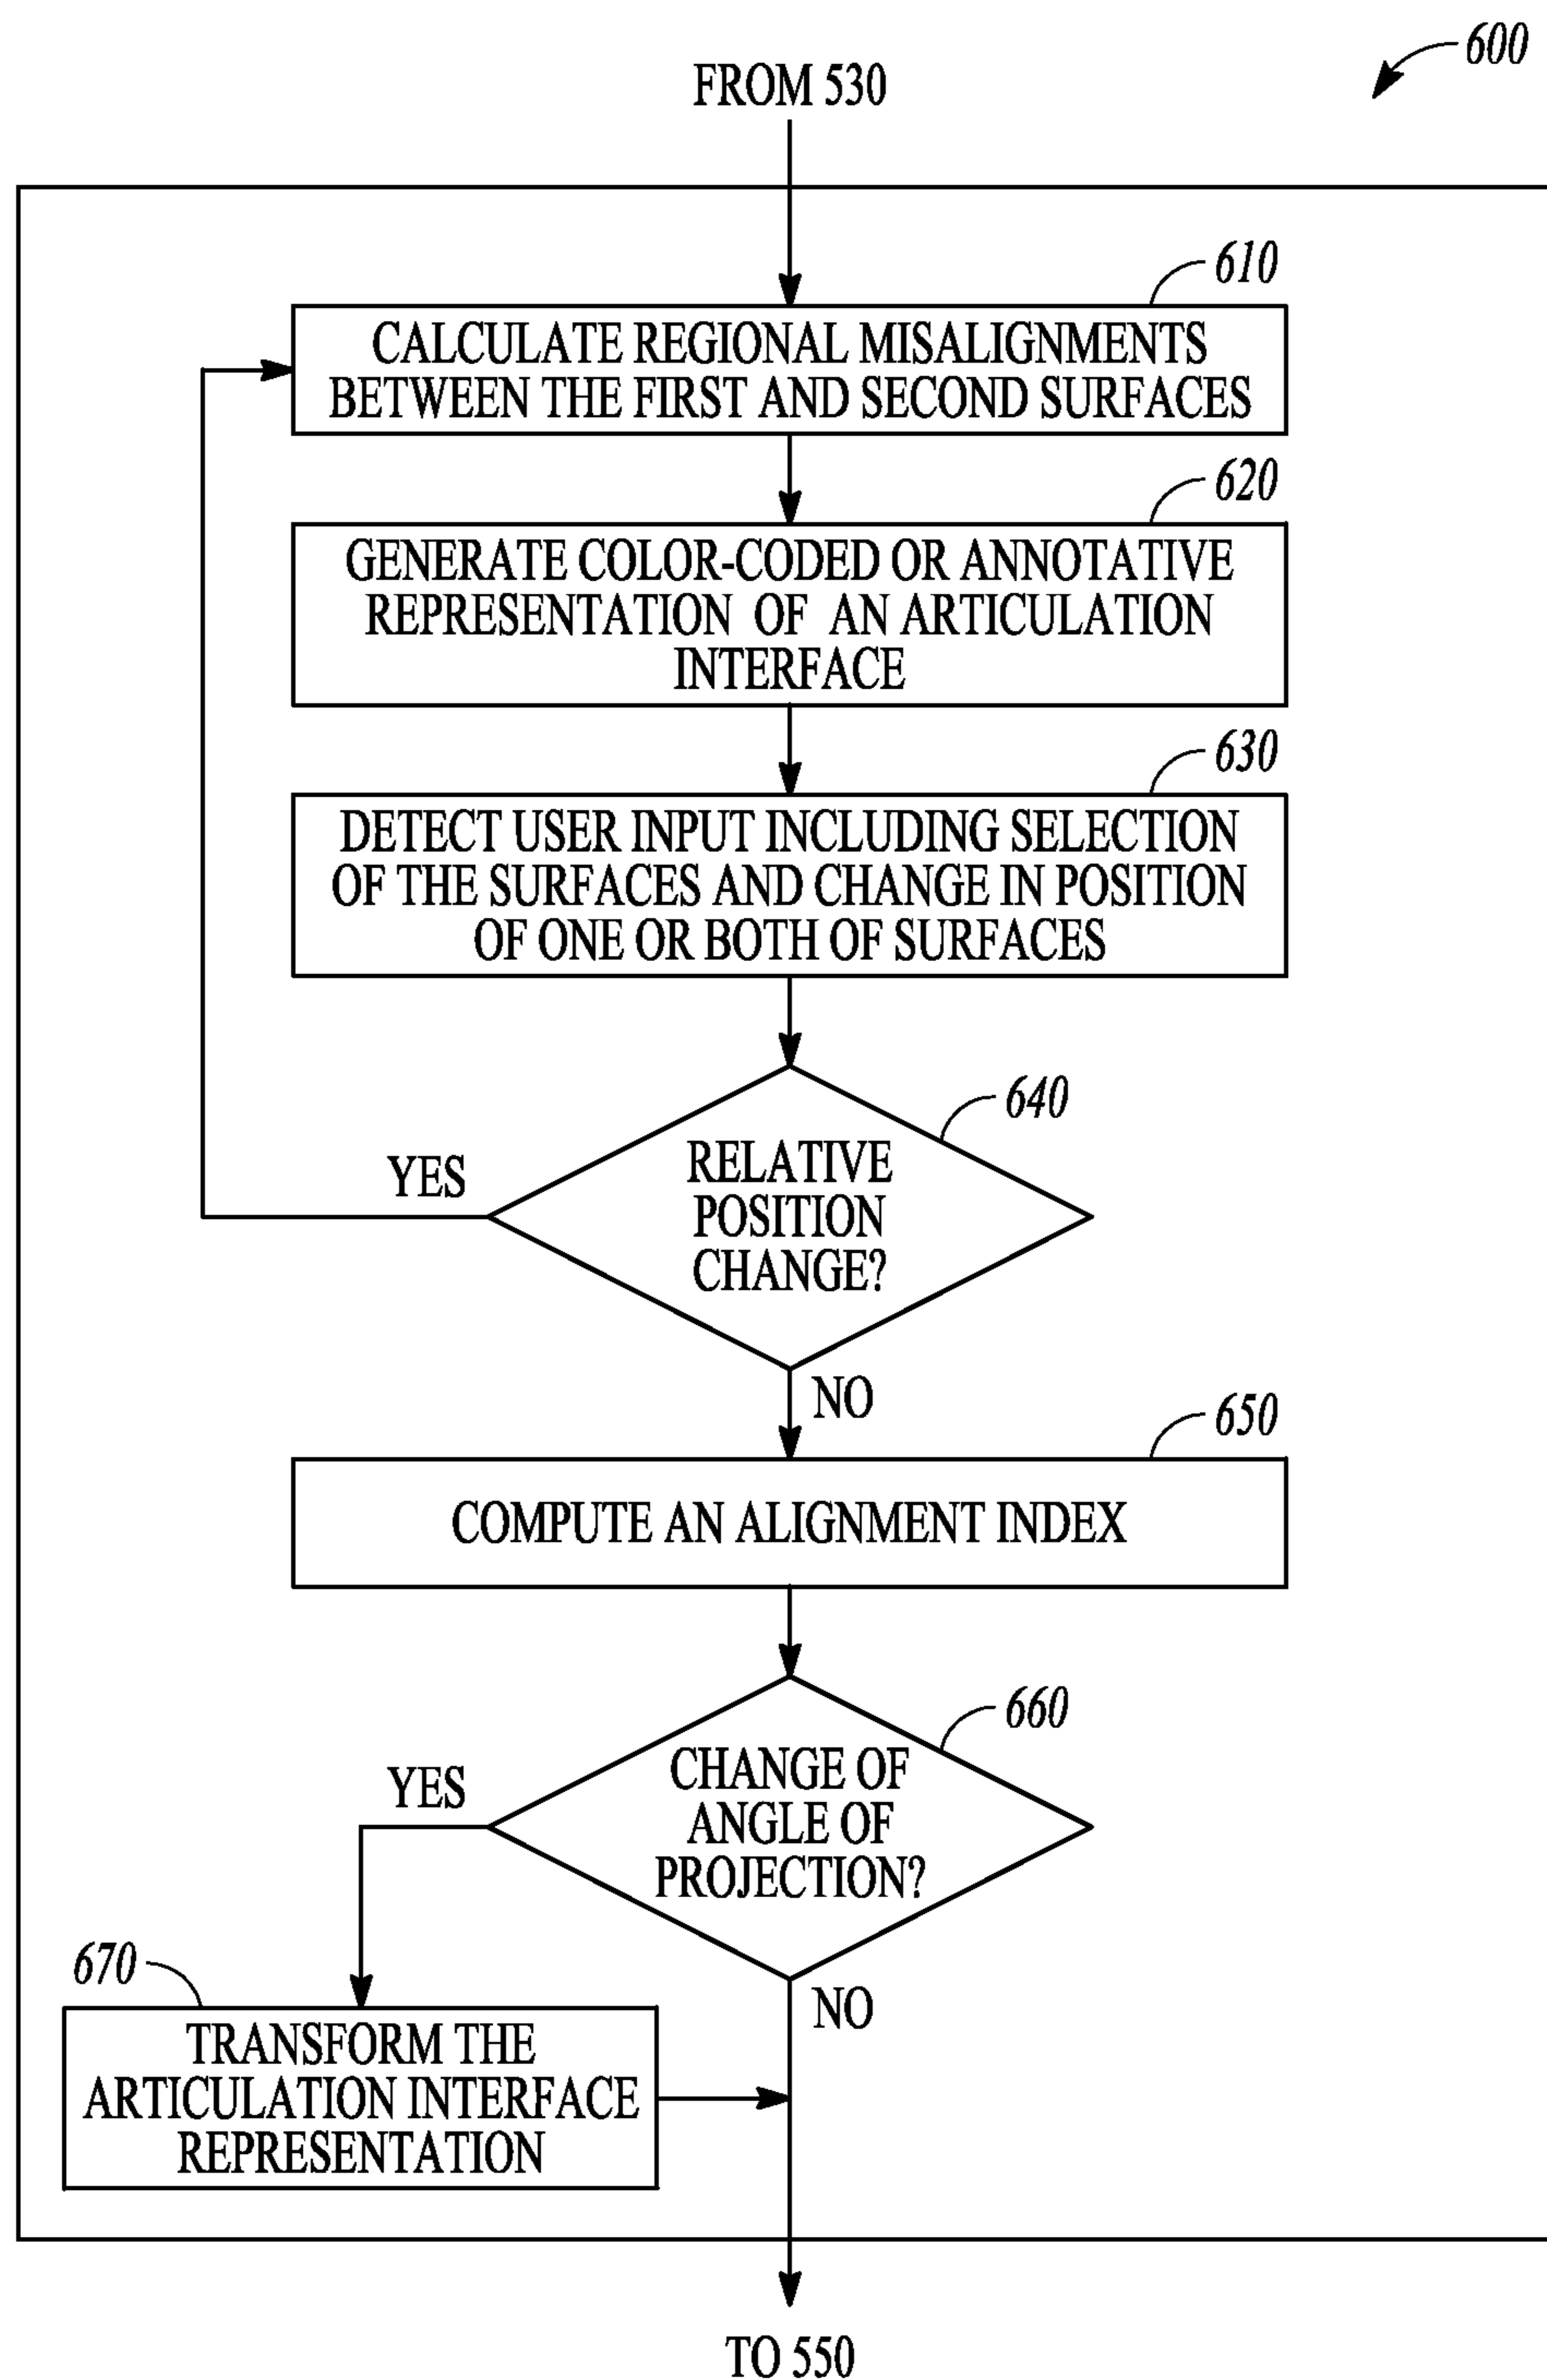 600
FROM 530
610
CALCULATE REGIONAL MISALIGNMENTS
BETWEEN THE FIRST AND SECOND SURFACES
620
GENERATE COLOR-CODED OR ANNOTATIVE
REPRESENTATION OF AN ARTICULATION
INTERFACE
630
DETECT USER INPUT INCLUDING SELECTION
OF THE SURFACES AND CHANGE IN POSITION
OF ONE OR BOTH OF SURFACES
640
RELATIVE
POSITION
CHANGE?
YES
NO
650
COMPUTE AN ALIGNMENT INDEX
660
CHANGE OF
ANGLE OF
PROJECTION?
YES
NO
670
TRANSFORM THE
ARTICULATION INTERFACE
REPRESENTATION
TO 550